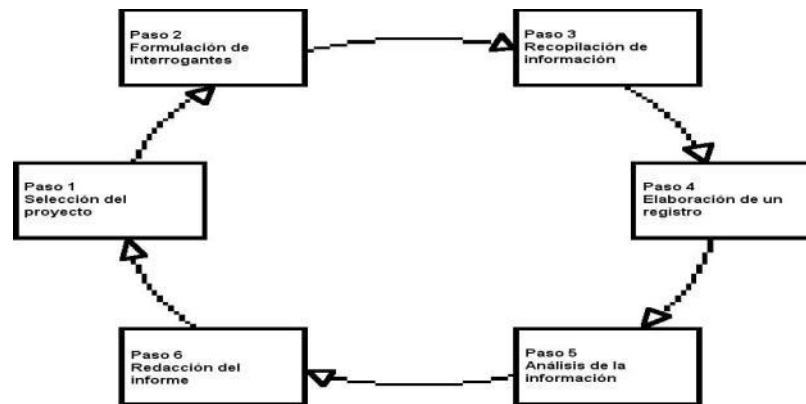 Paso 1
Selección del
proyecto
Paso 2
Formulación de
interrogantes
Paso 3
Recopilación de
información
Paso 4
Elaboración de un
registro
Paso 5
Análisis de la
información
Paso 6
Redacción del
informe